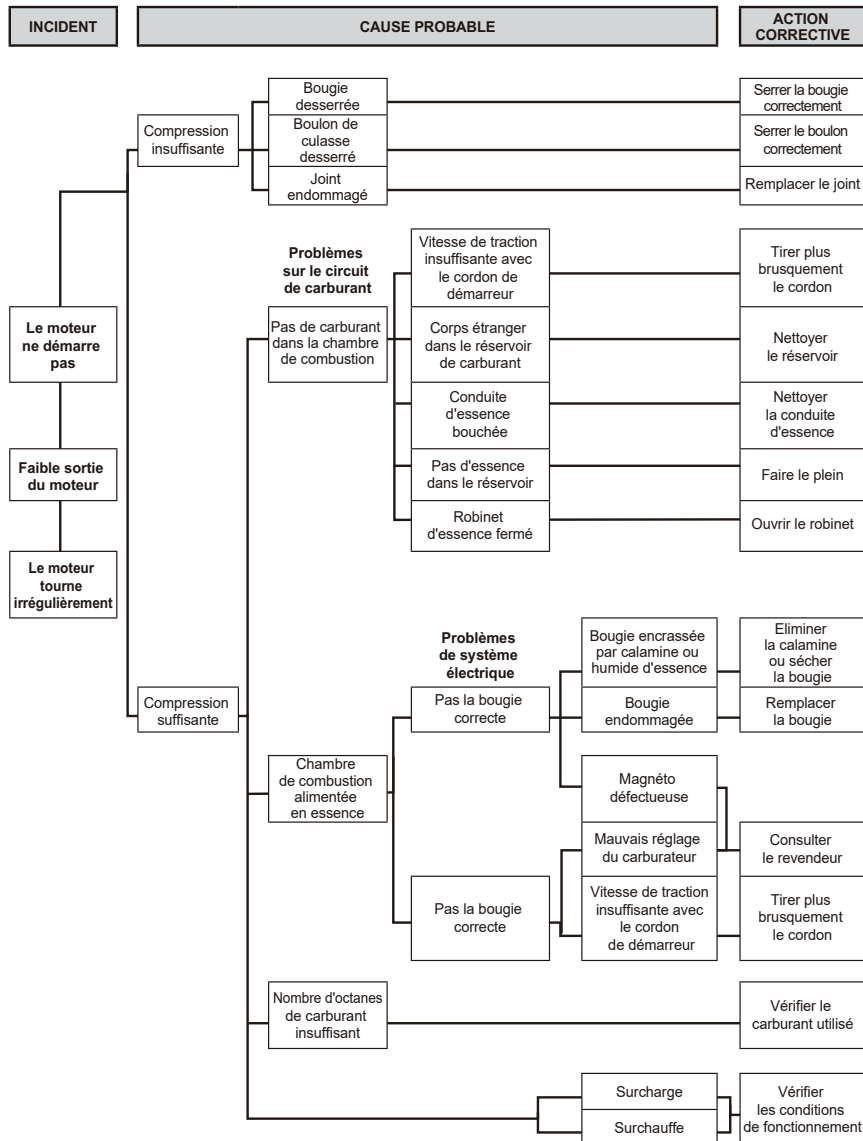 INCIDENT
CAUSE PROBABLE
ACTION
CORRECTIVE
Compression
insuffisante
Bougie
desserrée
Serrer la bougie
correctement
Boulon de
culasse
desserré
Serrer le boulon
correctement
Joint
endommagé
Remplacer le joint
Le moteur
ne démarre
pas
Faible sortie
du moteur
Le moteur
tourne
irrégulièrement
Problèmes
sur le circuit
de carburant
Pas de carburant
dans la chambre
de combustion
Vitesse de traction
insuffisante avec
le cordon de
démarreur
Tirer plus
brusquement
le cordon
Corps étranger
dans le réservoir
de carburant
Nettoyer
le réservoir
Conduite
d'essence
bouchée
Nettoyer
la conduite
d'essence
Pas d'essence
dans le réservoir
Faire le plein
Robinet
d'essence fermé
Ouvrir le robinet
Compression
suffisante
Chambre
de combustion
alimentée
en essence
Problèmes
de système
électrique
Pas la bougie
correcte
Bougie encrassée
par calamine ou
humide d'essence
Eliminer
la calamine
ou sécher
la bougie
Bougie
endommagée
Remplacer
la bougie
Magnéto
défectueuse
Pas la bougie
correcte
Mauvais réglage
du carburateur
Consulter
le revendeur
Vitesse de traction
insuffisante avec
le cordon
de démarreur
Tirer plus
brusquement
le cordon
Nombre d'octanes
de carburant
insuffisant
Vérifier le
carburant utilisé
Surcharge
Surchauffe
Vérifier
les conditions
de fonctionnement